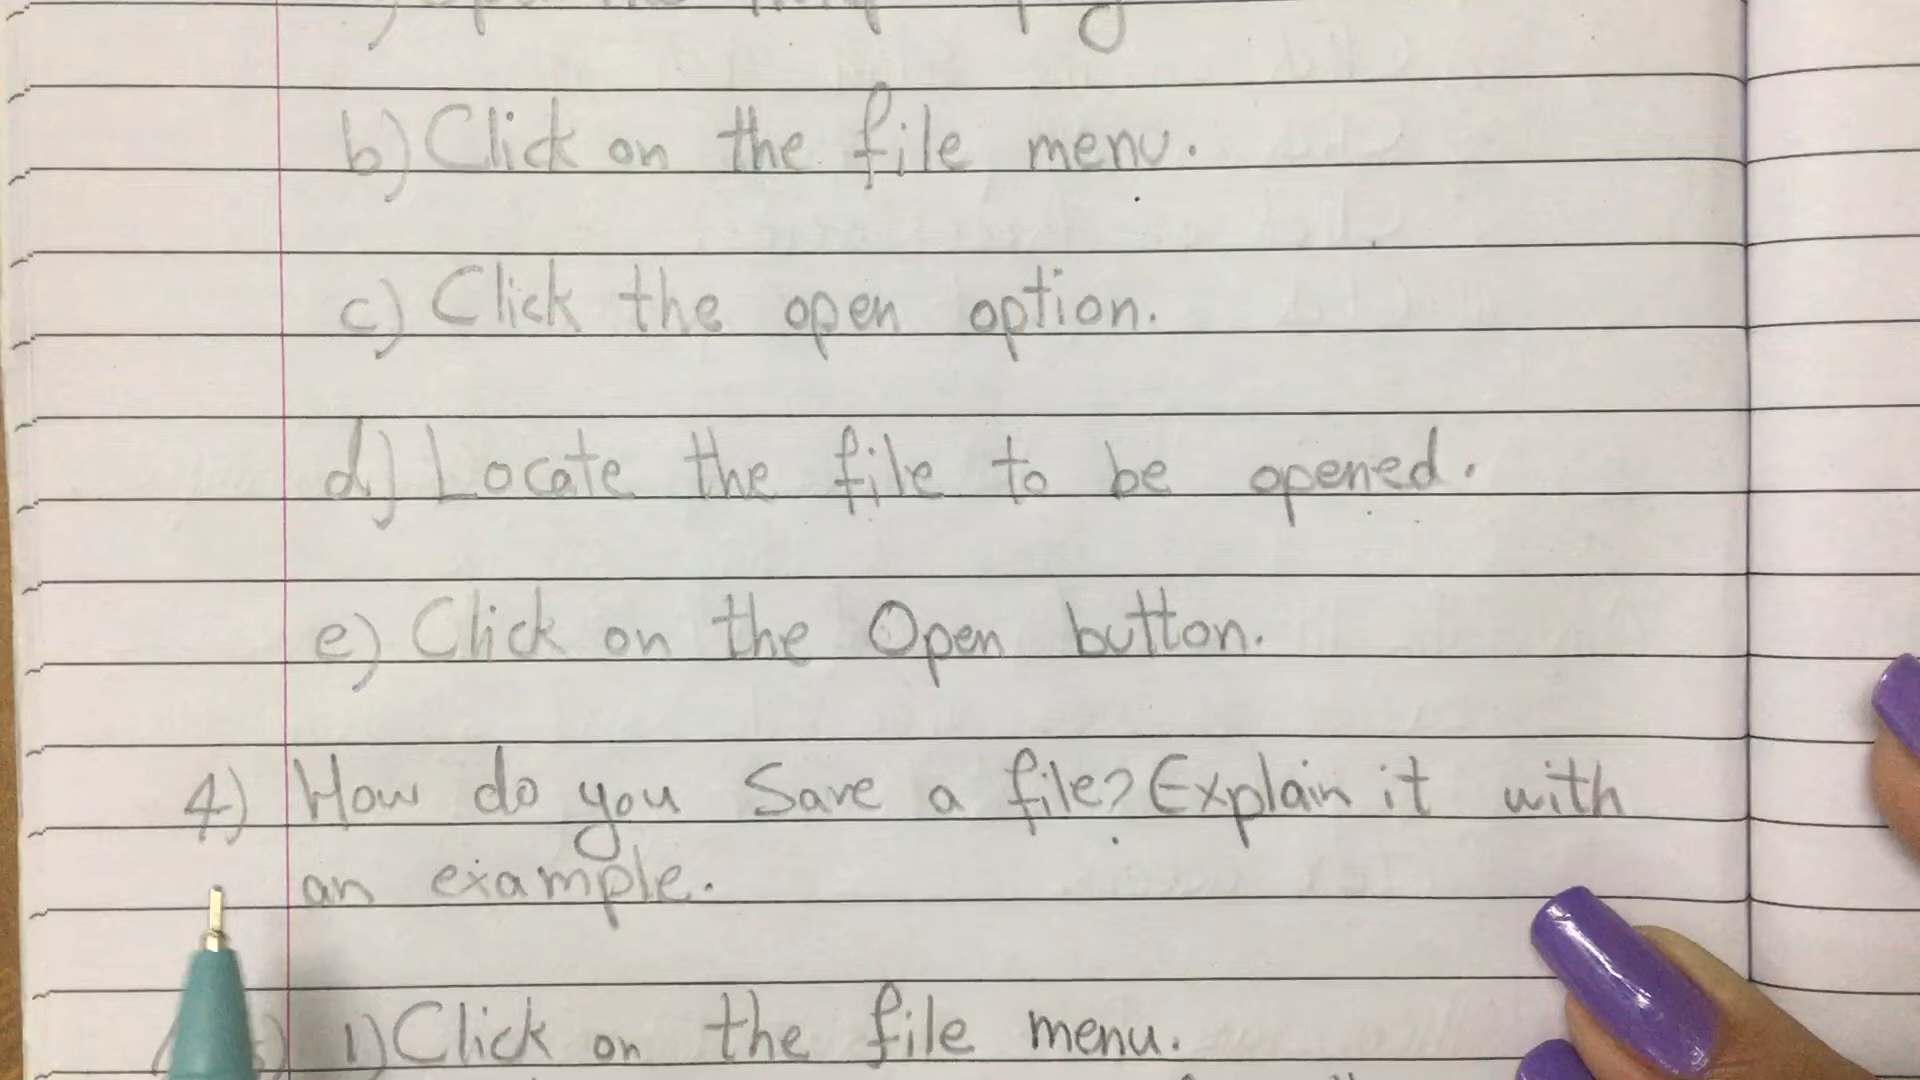 b) Click on the file menu.
c) Click the open option.
d) Locate the file to be opened.
e) Click on the Open button.
4) How do you Save a file? Explain it with
an example.
1) Click on the file menu.